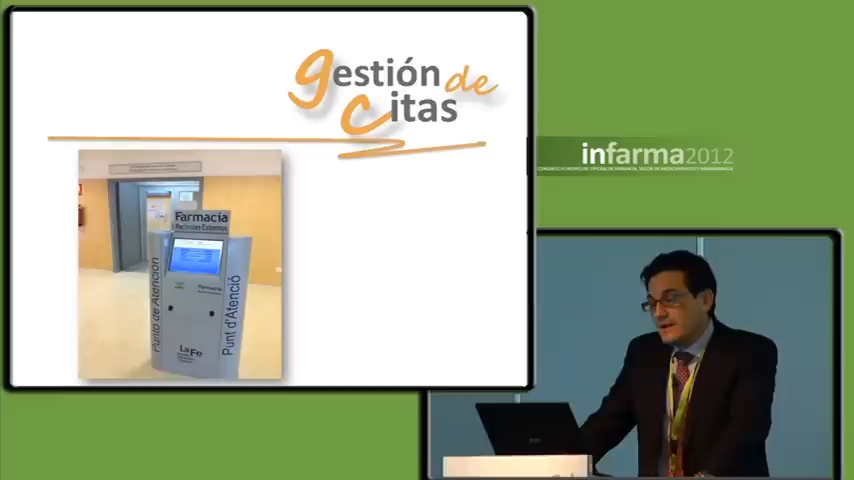 gestión de
citas
infarma2012
Farmacia
Pacientes Externos
Punto de Atención
Punt d'Atenció
La Fe